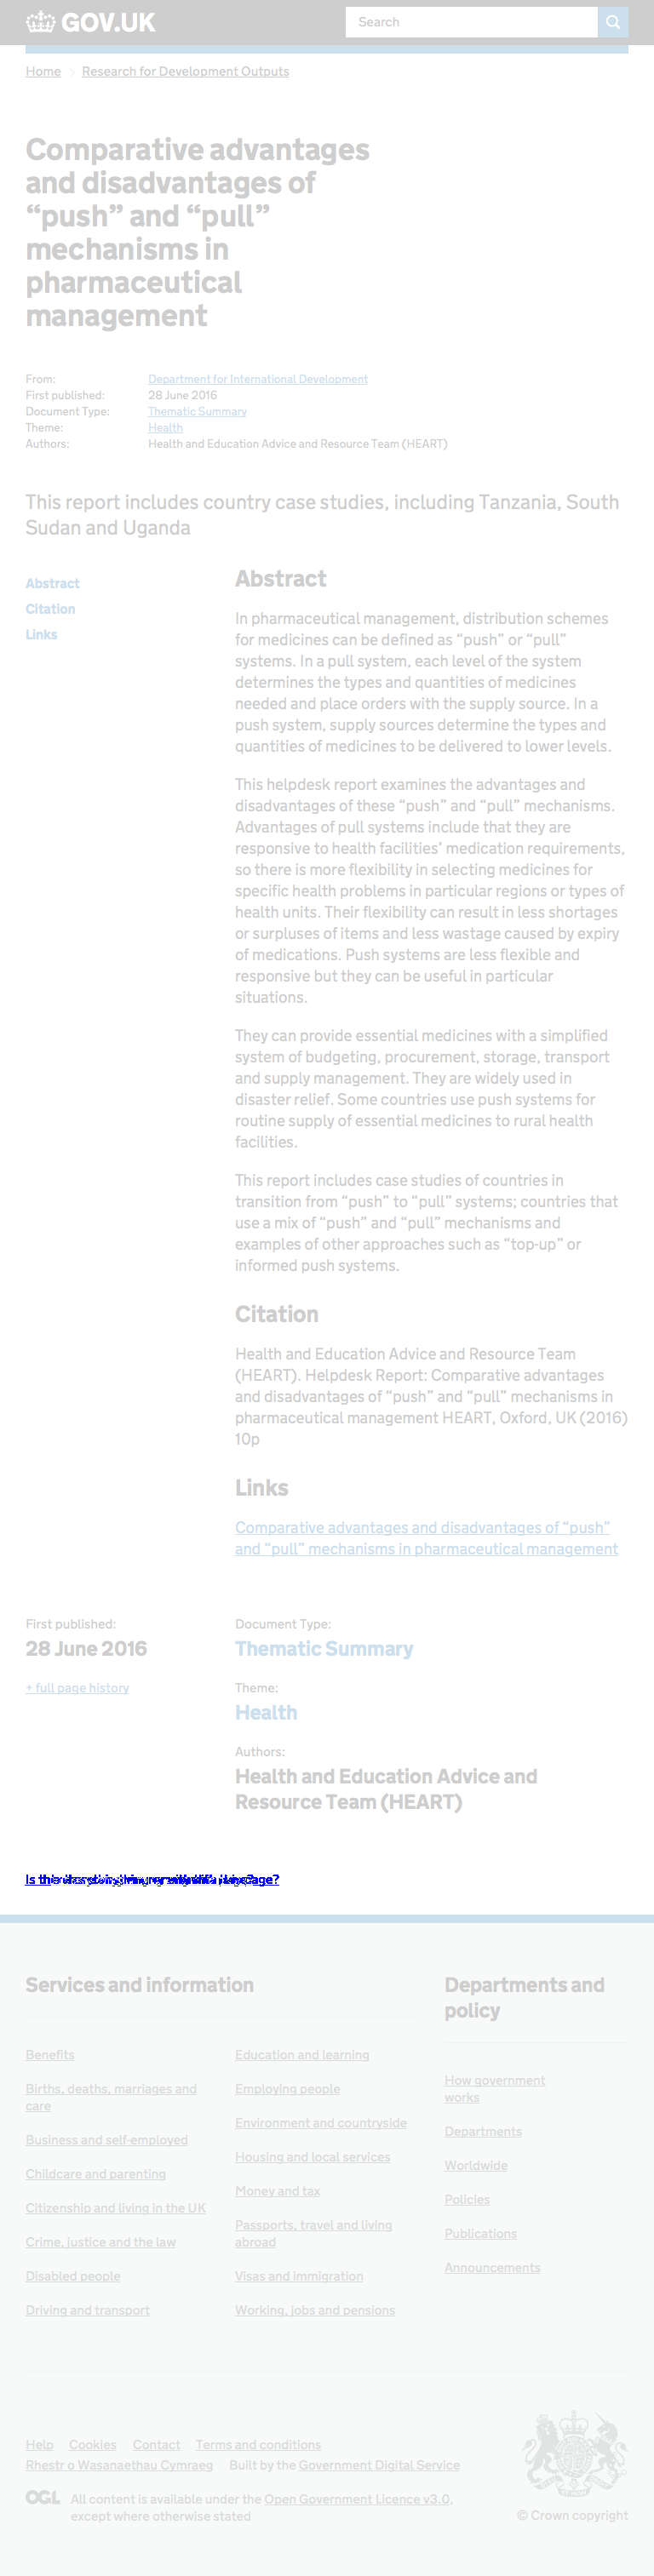 GOV.UK
Search
Home
Research for Development Outputs
Comparative advantages
and disadvantages of
“push” and “pull”
mechanisms in
pharmaceutical
management
From: Department for International Development
First published: 28 June 2016
Document Type: Thematic Summary
Theme: Health
Authors: Health and Education Advice and Resource Team (HEART)
This report includes country case studies, including Tanzania, South
Sudan and Uganda
Abstract
Citation
Links
Abstract
In pharmaceutical management, distribution schemes
for medicines can be defined as “push” or “pull”
systems. In a pull system, each level of the system
determines the types and quantities of medicines
needed and place orders with the supply source. In a
push system, supply sources determine the types and
quantities of medicines to be delivered to lower levels.
This helpdesk report examines the advantages and
disadvantages of these “push” and “pull” mechanisms.
Advantages of pull systems include that they are
responsive to health facilities’ medication requirements,
so there is more flexibility in selecting medicines for
specific health problems in particular regions or types of
health units. Their flexibility can result in less shortages
or surpluses of items and less wastage caused by expiry
of medications. Push systems are less flexible and
responsive but they can be useful in particular
situations.
They can provide essential medicines with a simplified
system of budgeting, procurement, storage, transport
and supply management. They are widely used in
disaster relief. Some countries use push systems for
routine supply of essential medicines to rural health
facilities.
This report includes case studies of countries in
transition from “push” to “pull” systems; countries that
use a mix of “push” and “pull” mechanisms and
examples of other approaches such as “top-up” or
informed push systems.
Citation
Health and Education Advice and Resource Team
(HEART). Helpdesk Report: Comparative advantages
and disadvantages of “push” and “pull” mechanisms in
pharmaceutical management HEART, Oxford, UK (2016)
10p
Links
Comparative advantages and disadvantages of “push”
and “pull” mechanisms in pharmaceutical management
First published:
28 June 2016
+ full page history
Document Type:
Thematic Summary
Theme:
Health
Authors:
Health and Education Advice and
Resource Team (HEART)
Services and information
Benefits
Births, deaths, marriages and
care
Business and self-employed
Childcare and parenting
Citizenship and living in the UK
Crime, justice and the law
Disabled people
Driving and transport
Education and learning
Employing people
Environment and countryside
Housing and local services
Money and tax
Passports, travel and living
abroad
Visas and immigration
Working, jobs and pensions
Departments and
policy
How government
works
Departments
Worldwide
Policies
Publications
Announcements
Help Cookies Contact Terms and conditions
Rhestr o Wasanaethau Cymraeg Built by the Government Digital Service
OGL All content is available under the Open Government Licence v3.0,
except where otherwise stated
© Crown copyright